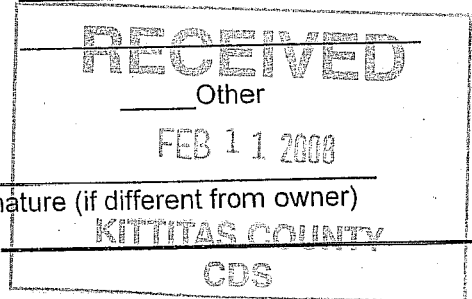 RECEIVED
Other
FEB 11 2008
nature (if different from owner)
KITTITAS COUNTY
CDS